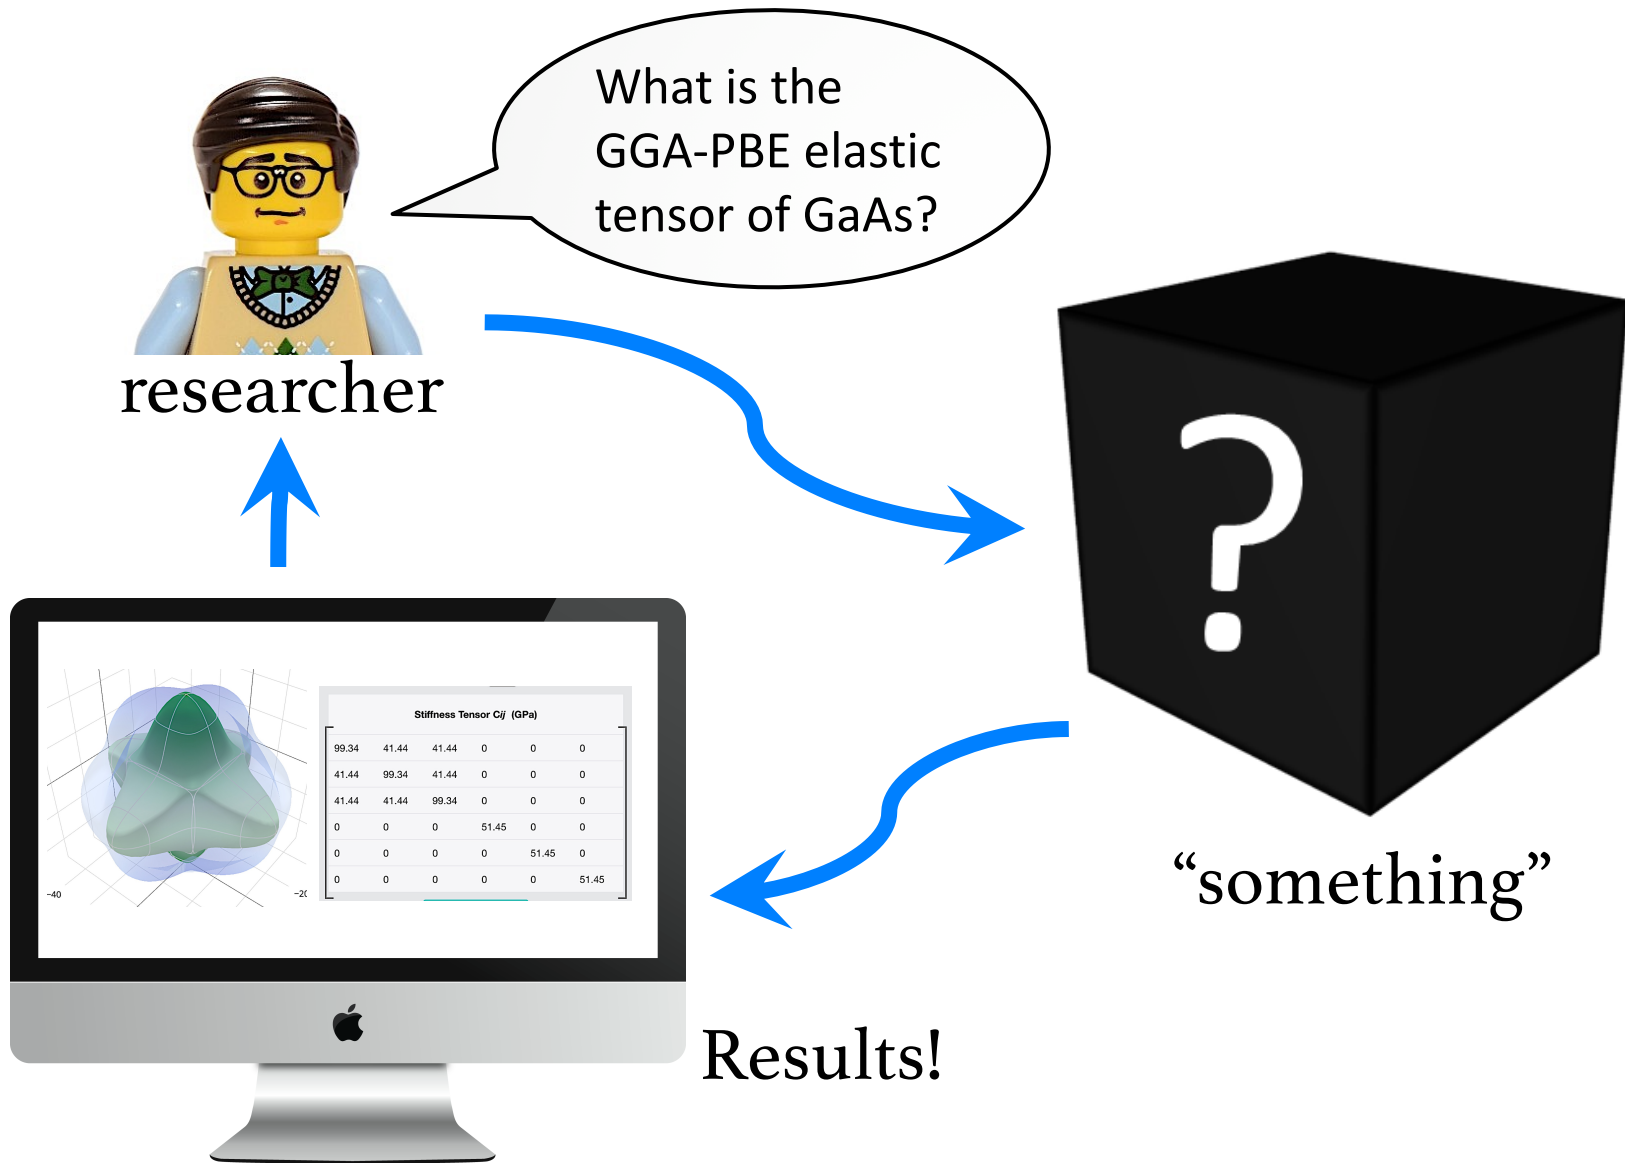 What is the
GGA-PBE elastic
tensor of GaAs?
researcher
?
“something”
Stiffness Tensor Cij (GPa)
99.34 41.44 41.44 0 0 0
41.44 99.34 41.44 0 0 0
41.44 41.44 99.34 0 0 0
0 0 0 51.45 0 0
0 0 0 0 51.45 0
0 0 0 0 0 51.45
−40
−20
Results!